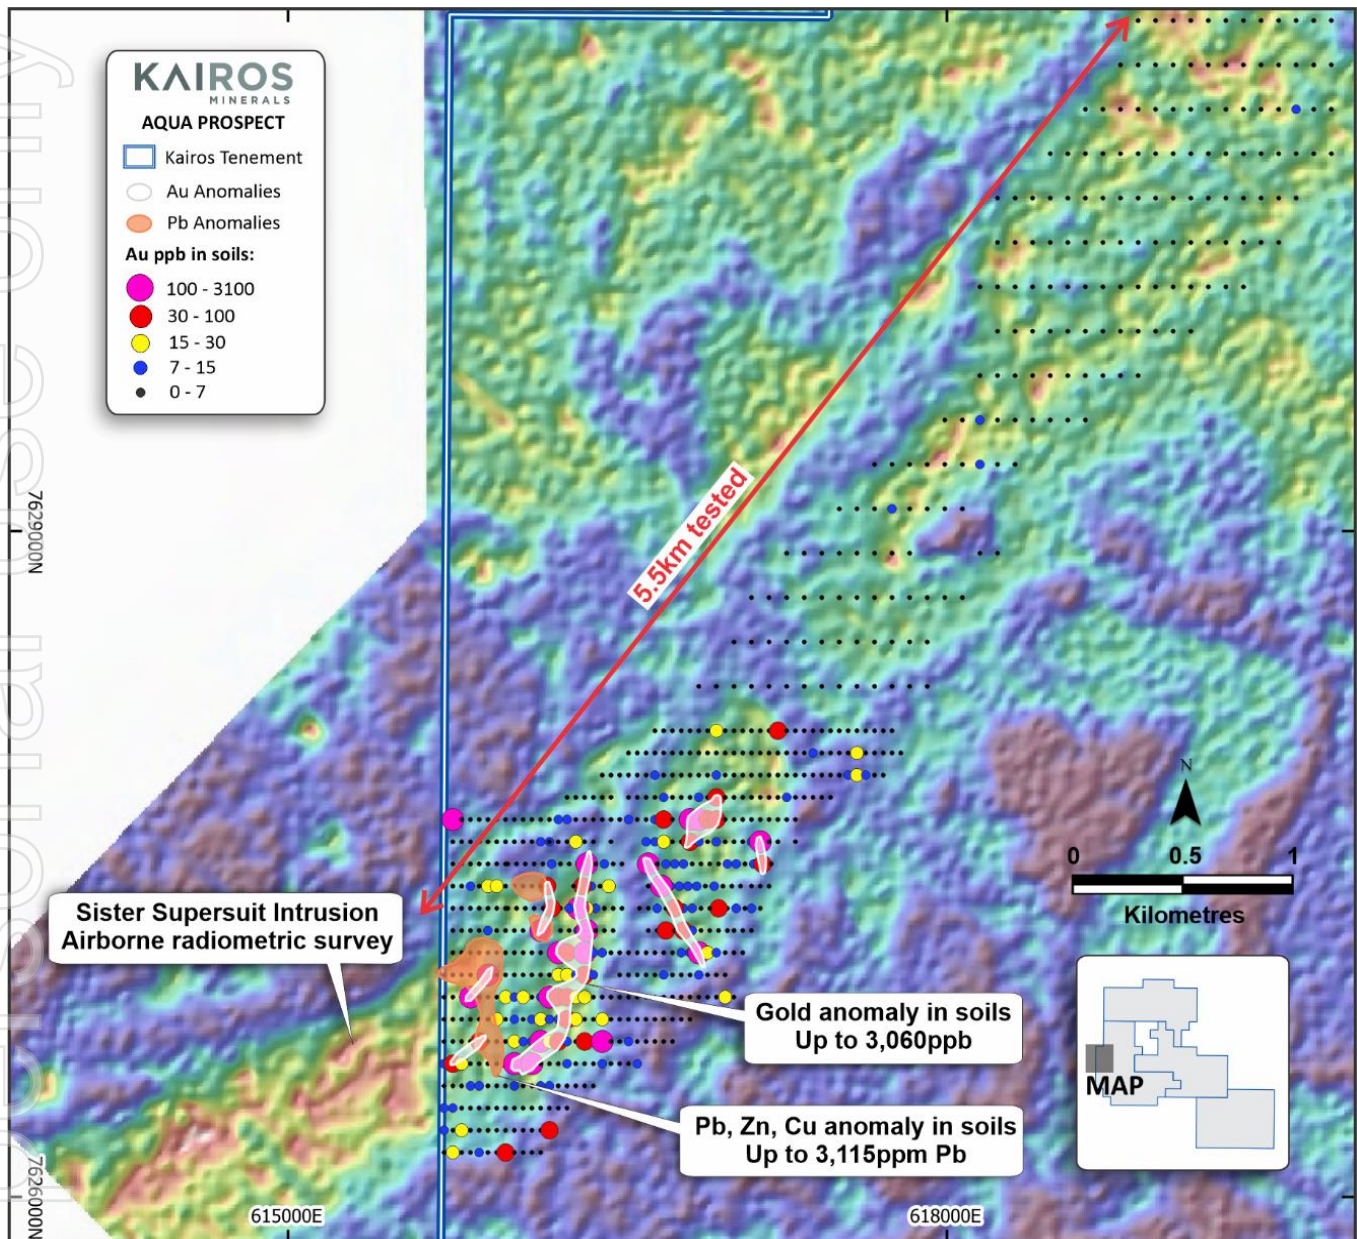 KAIROS
MINERALS
AQUA PROSPECT
Kairos Tenement
Au Anomalies
Pb Anomalies
Au ppb in soils:
100 - 3100
30 - 100
15 - 30
7 - 15
0 - 7
5.5km tested
7629000N
N
0 0.5 1
Kilometres
Sister Supersuit Intrusion
Airborne radiometric survey
Gold anomaly in soils
Up to 3,060ppb
MAP
Pb, Zn, Cu anomaly in soils
Up to 3,115ppm Pb
7626000N
615000E
618000E